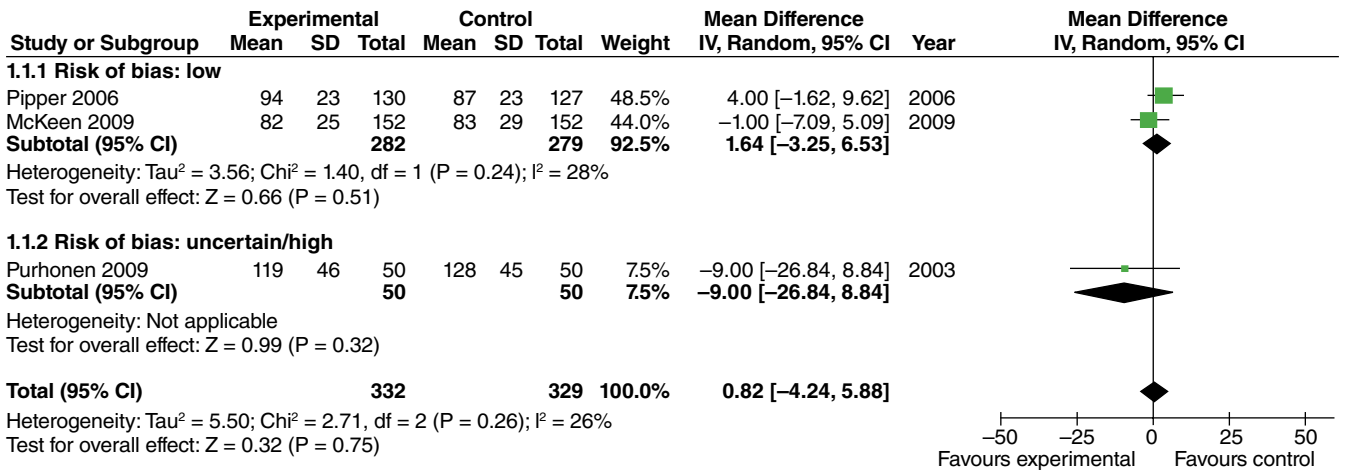 Experimental Control Mean Difference Mean Difference
Study or Subgroup Mean SD Total Mean SD Total Weight IV, Random, 95% CI Year IV, Random, 95% CI
1.1.1 Risk of bias: low
Pipper 2006 94 23 130 87 23 127 48.5% 4.00 [–1.62, 9.62] 2006
McKeen 2009 82 25 152 83 29 152 44.0% –1.00 [–7.09, 5.09] 2009
Subtotal (95% CI) 282 279 92.5% 1.64 [–3.25, 6.53]
Heterogeneity: Tau² = 3.56; Chi² = 1.40, df = 1 (P = 0.24); I² = 28%
Test for overall effect: Z = 0.66 (P = 0.51)
1.1.2 Risk of bias: uncertain/high
Purhonen 2009 119 46 50 128 45 50 7.5% –9.00 [–26.84, 8.84] 2003
Subtotal (95% CI) 50 50 7.5% –9.00 [–26.84, 8.84]
Heterogeneity: Not applicable
Test for overall effect: Z = 0.99 (P = 0.32)
Total (95% CI) 332 329 100.0% 0.82 [–4.24, 5.88]
Heterogeneity: Tau² = 5.50; Chi² = 2.71, df = 2 (P = 0.26); I² = 26%
Test for overall effect: Z = 0.32 (P = 0.75)
–50 –25 0 25 50
Favours experimental Favours control